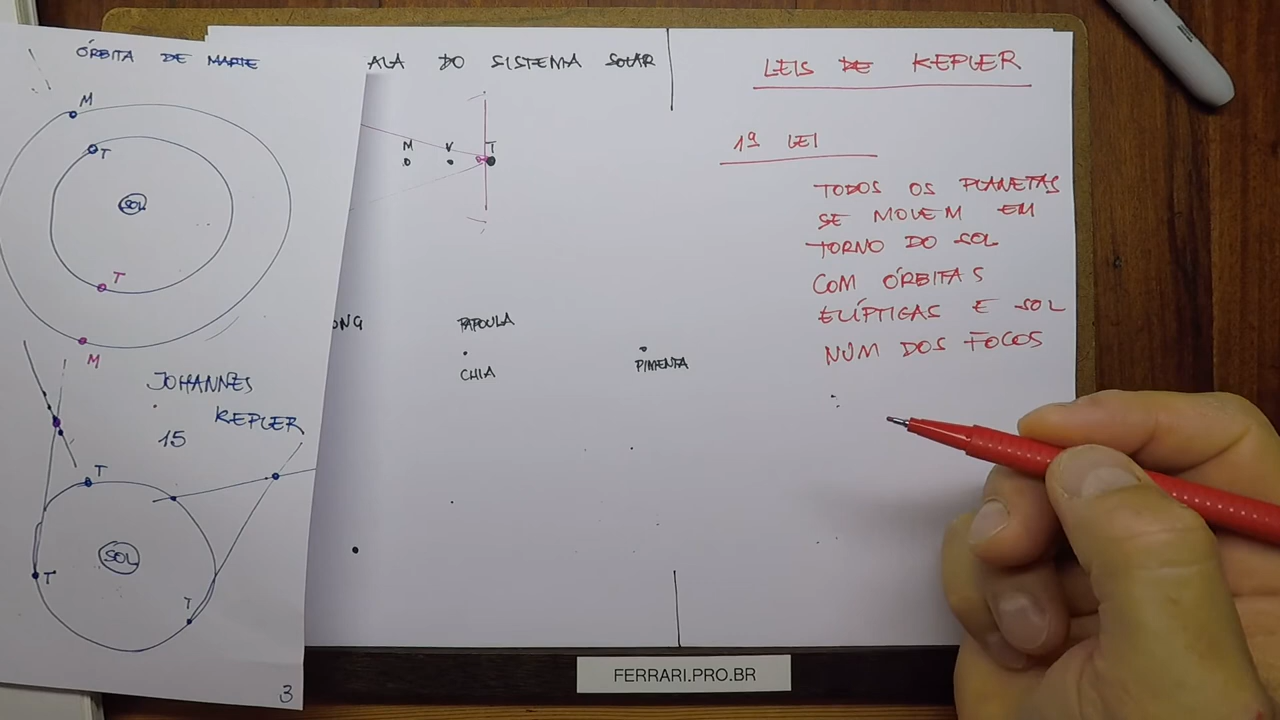 ÓRBITA DE MARTE
M
T
SOL
T
M
JOHANNES
KEPLER
15
T
SOL
T
T
3
ALA DO SISTEMA SOLAR
M V T
ONG
PAPOULA
CHIA
PIMENTA
LEIS DE KEPLER
1ª LEI
TODOS OS PLANETAS
SE MOVEM EM
TORNO DO SOL
COM ÓRBITAS
ELÍPTICAS E SOL
NUM DOS FOCOS
FERRARI.PRO.BR